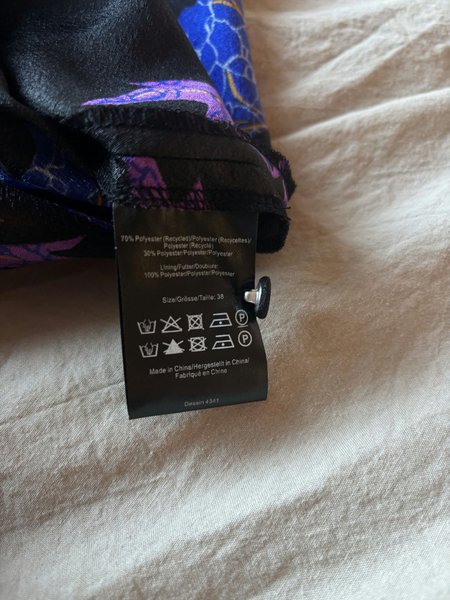 70% Polyester (Recycled)/Polyester (Recyceltes)/
Polyester (Recyclé)
30% Polyester/Polyester/Polyester
Lining/Futter/Doublure:
100% Polyester/Polyester/Polyester
Size/Grösse/Taille: 38
P
P
Made in China/Hergestellt in China/
Fabriqué en Chine
Dessin 4341